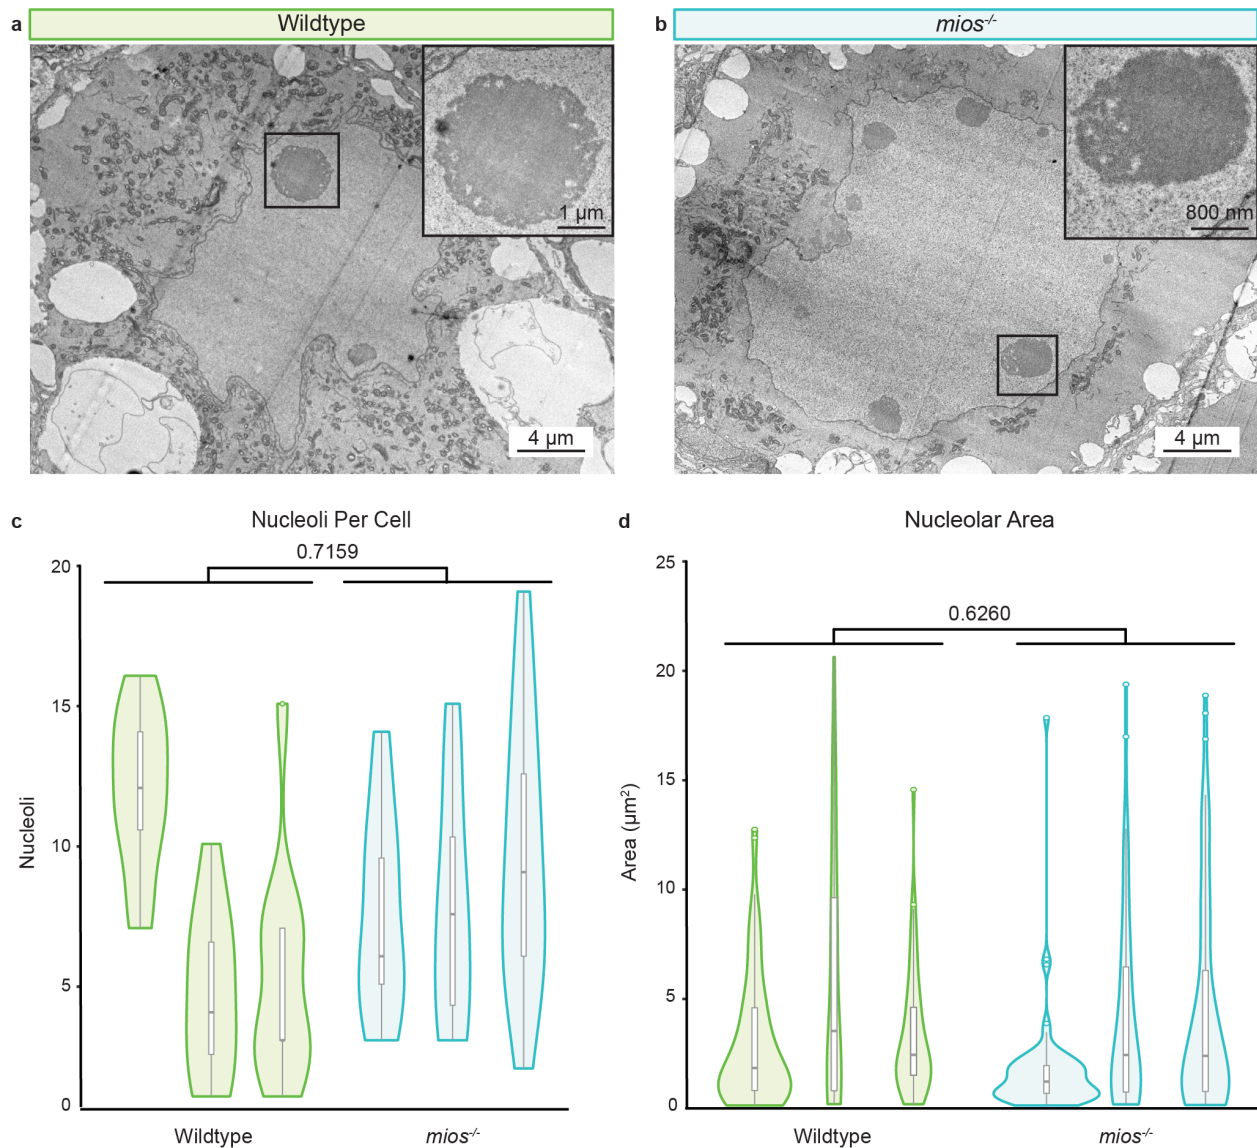 a
Wildtype
b
mios-/-
1 µm
4 µm
800 nm
4 µm
c
Nucleoli Per Cell
0.7159
20
15
10
5
0
Nucleoli
Wildtype
mios-/-
d
Nucleolar Area
0.6260
25
20
15
10
5
0
Area (µm²)
Wildtype
mios-/-